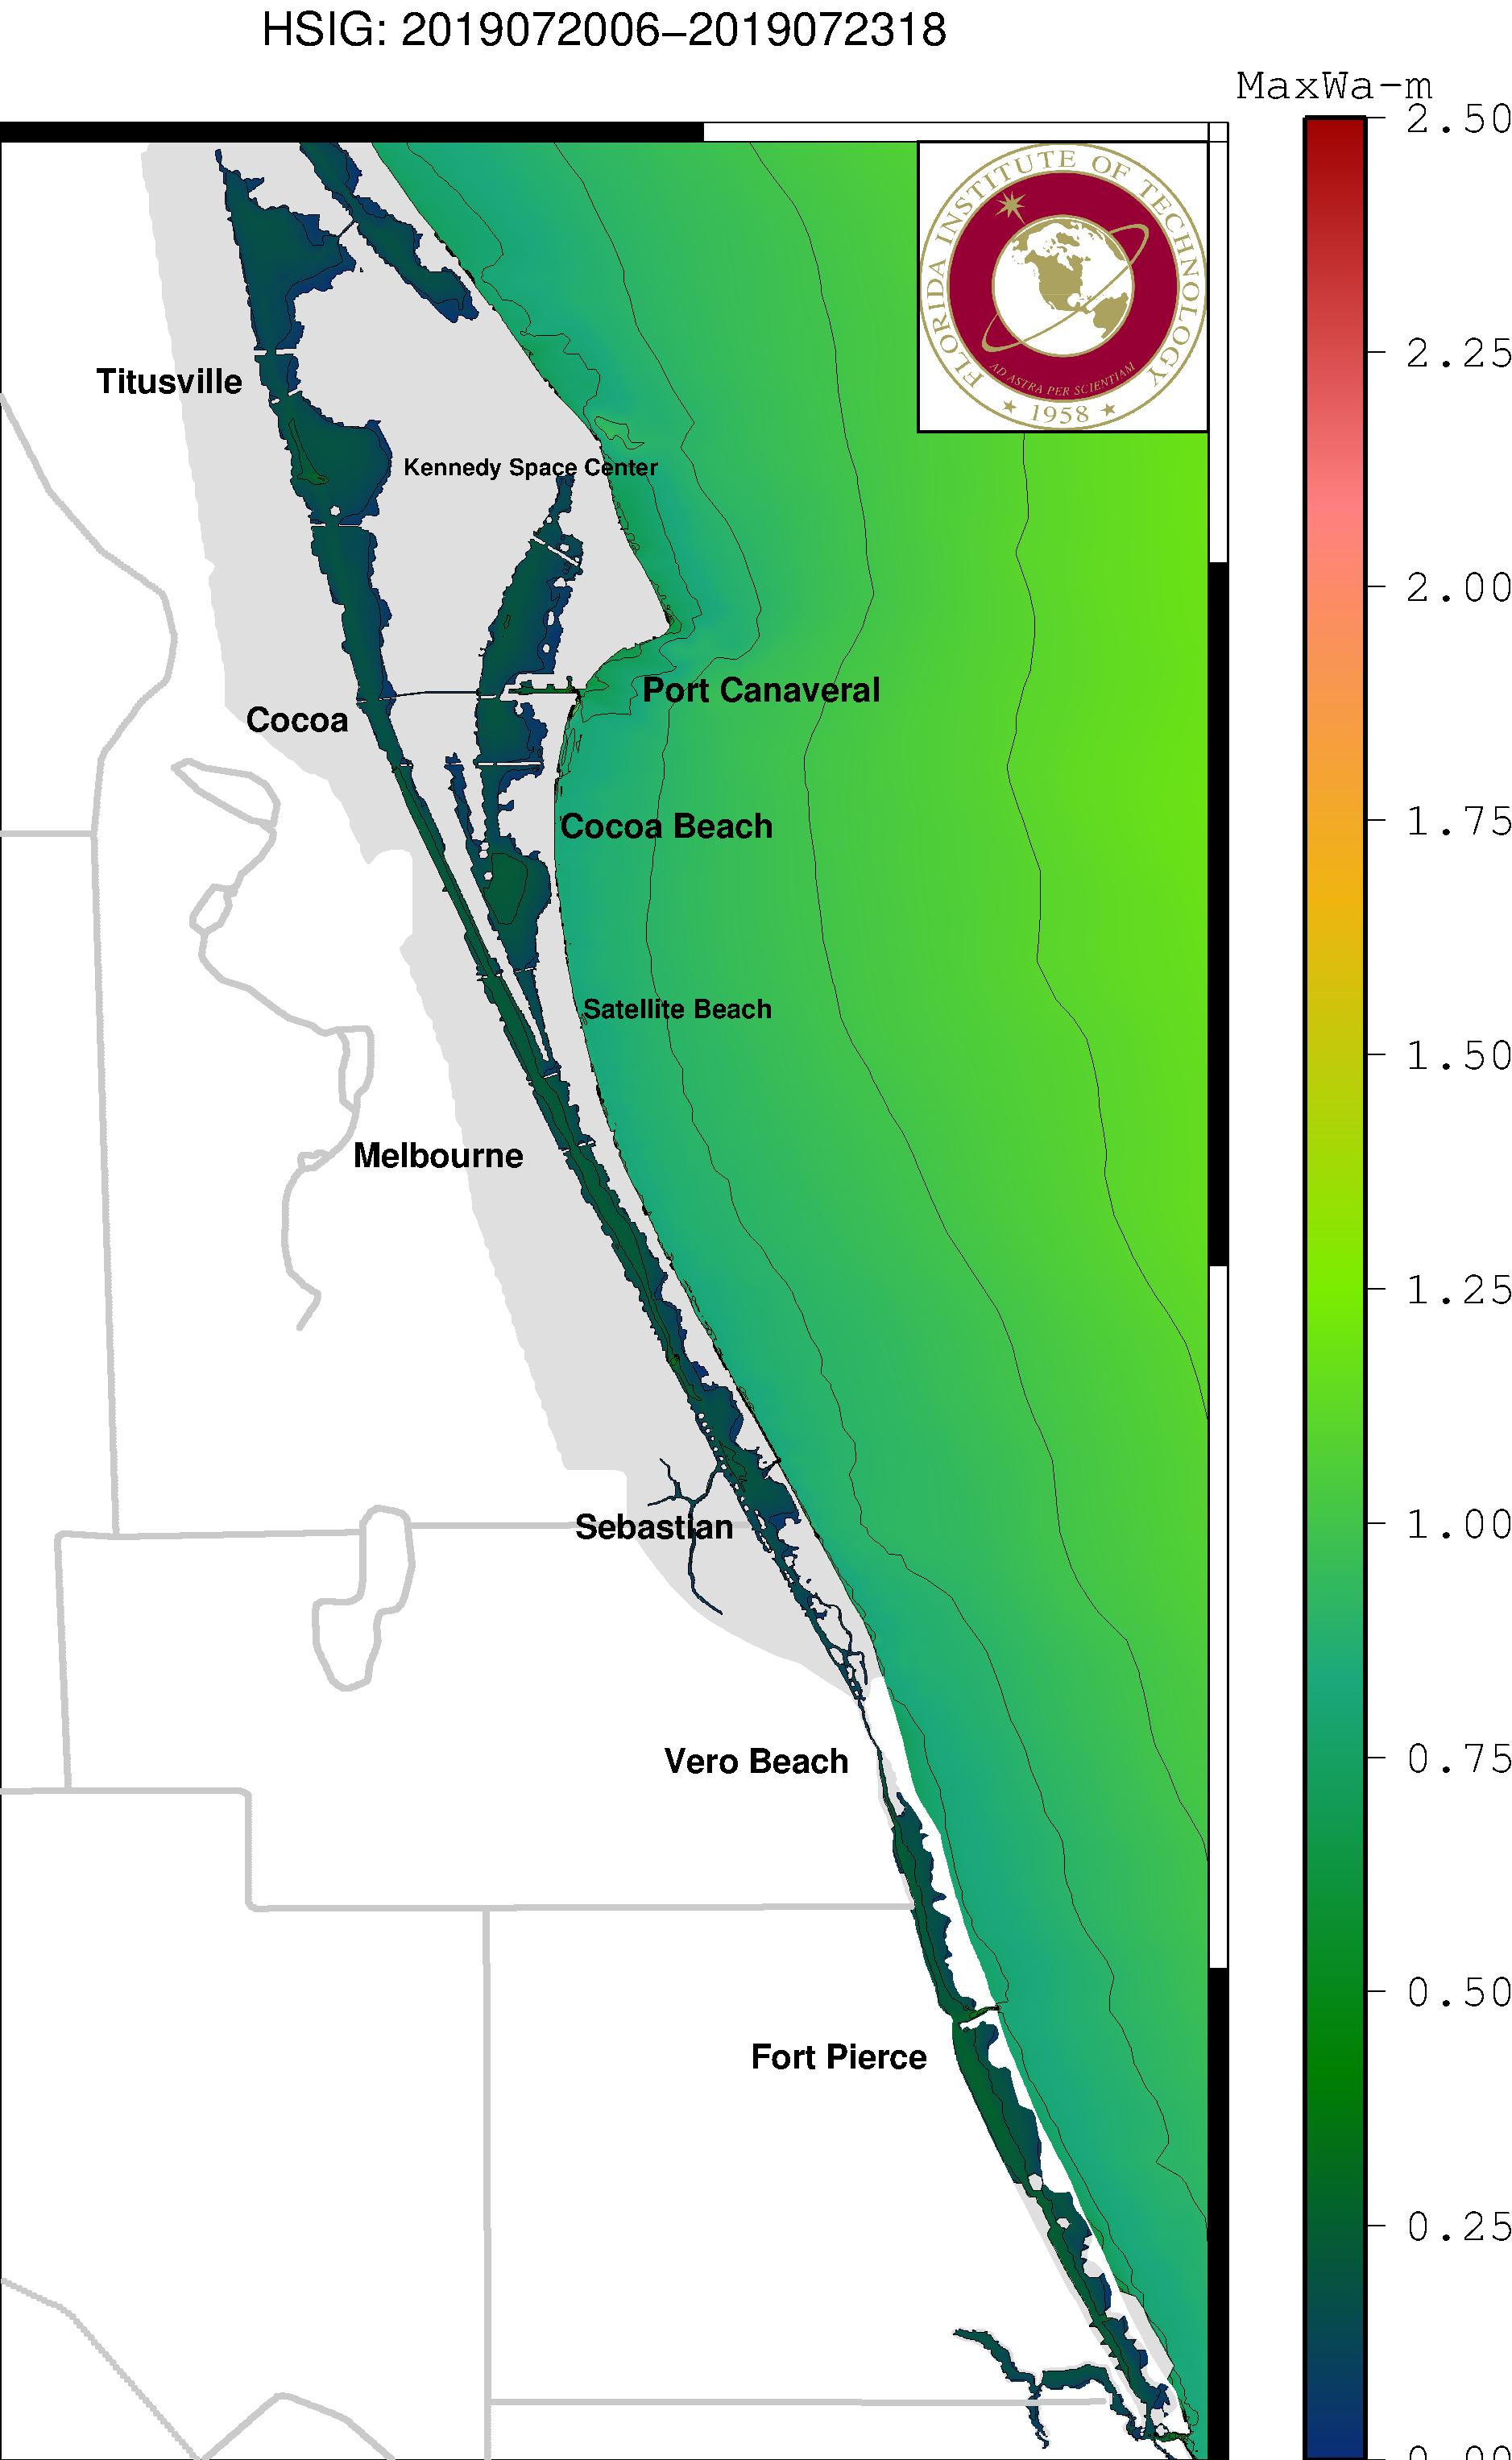 HSIG: 2019072006−2019072318
MaxWa-m
2.50
FLORIDA INSTITUTE OF TECHNOLOGY
AD ASTRA PER SCIENTIAM
★ 1958 ★
2.25
Titusville
Kennedy Space Center
2.00
Port Canaveral
Cocoa
1.75
Cocoa Beach
Satellite Beach
1.50
Melbourne
1.25
1.00
Sebastian
0.75
Vero Beach
0.50
Fort Pierce
0.25
0.00